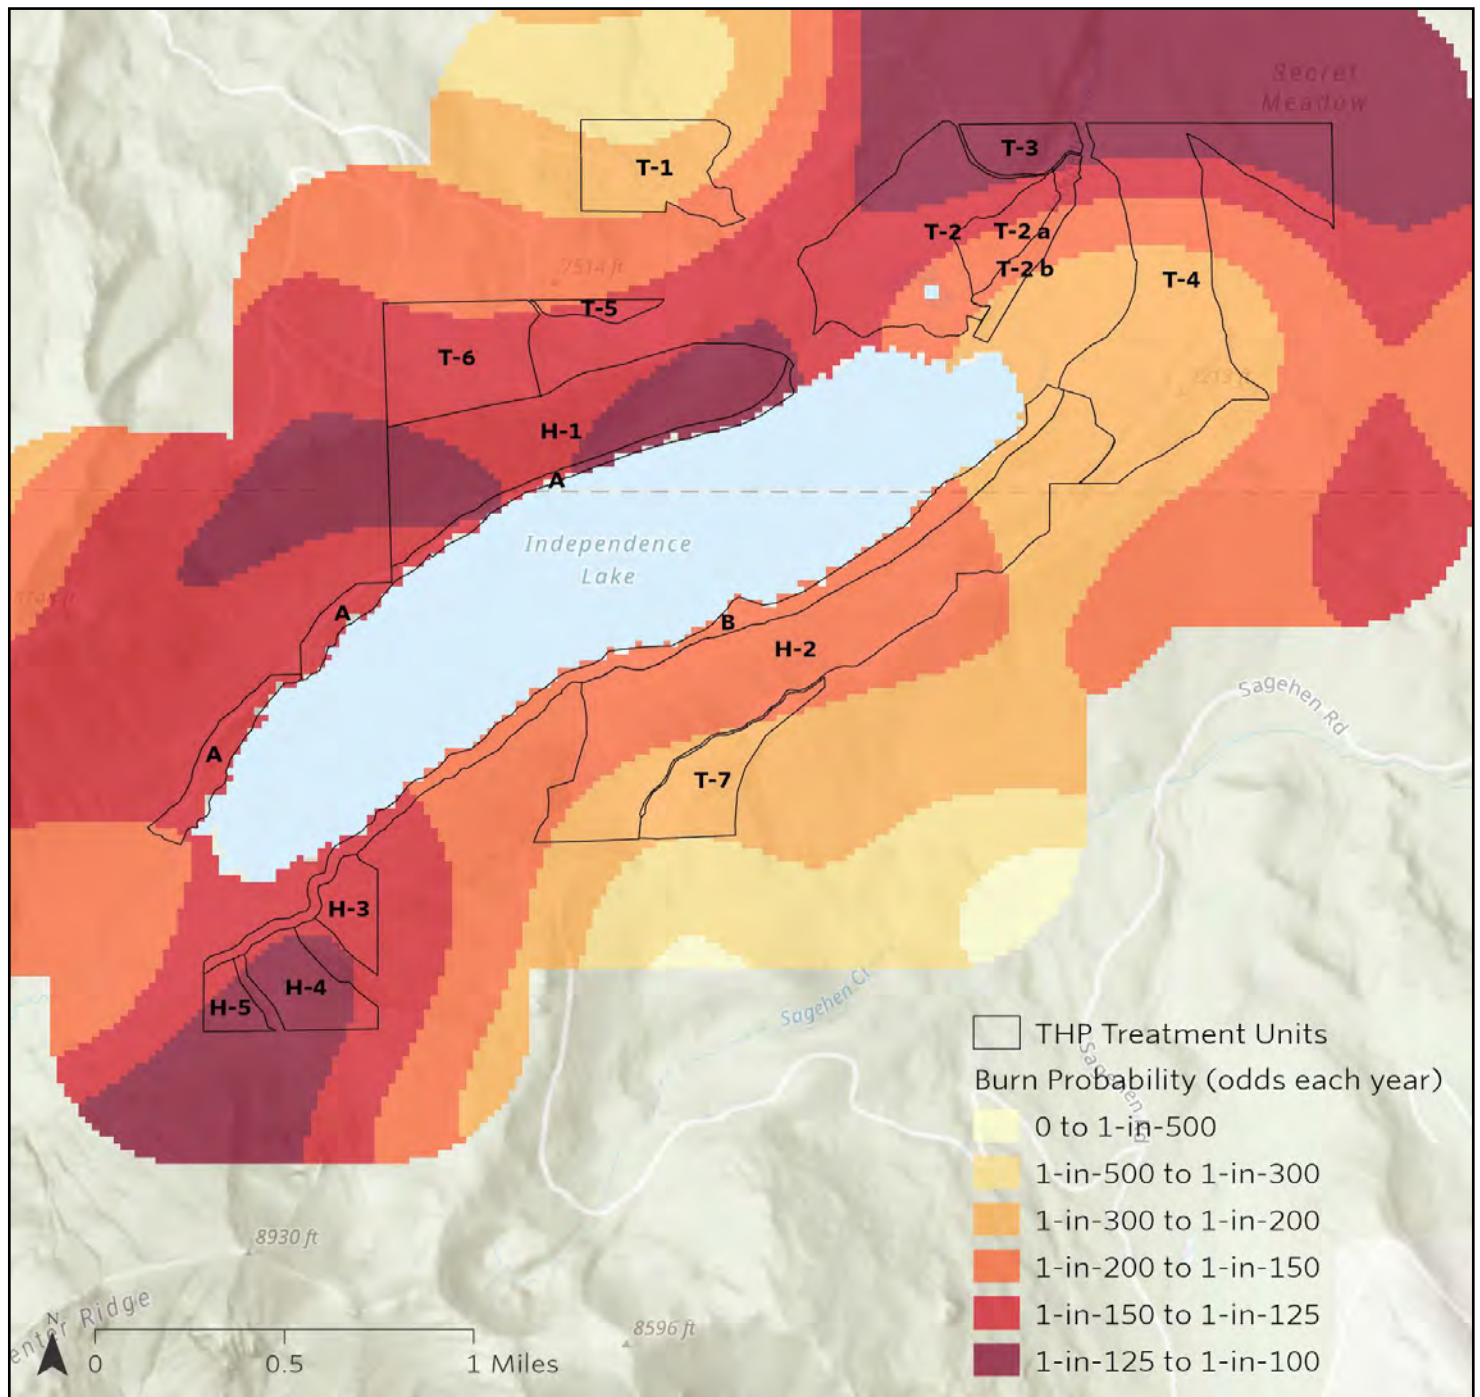 Secret
Meadow
T-3
T-1
T-2
T-2 a
T-2 b
T-4
7514 ft
T-5
T-6
7213 ft
H-1
A
Independence
Lake
A
B
H-2
Sagehen Rd
A
T-7
H-3
H-4
H-5
Sagehen Cr
THP Treatment Units
Sagehen Rd
Burn Probability (odds each year)
0 to 1-in-500
1-in-500 to 1-in-300
1-in-300 to 1-in-200
1-in-200 to 1-in-150
1-in-150 to 1-in-125
1-in-125 to 1-in-100
8930 ft
8596 ft
Ridge
N
0 0.5 1 Miles